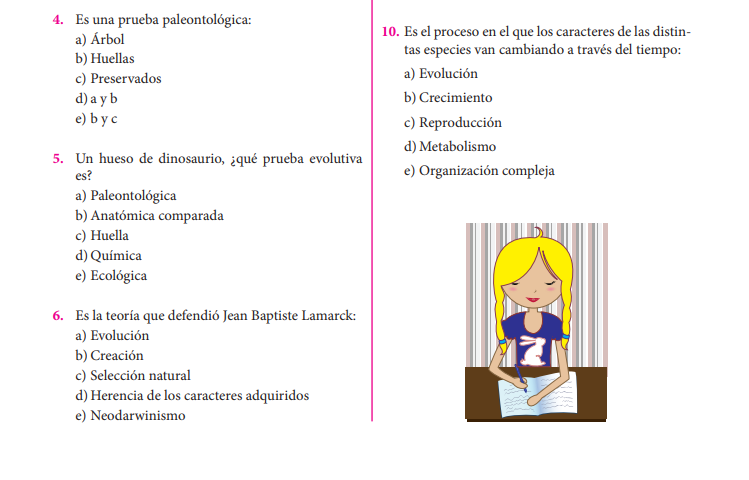 4. Es una prueba paleontológica:
a) Árbol
b) Huellas
c) Preservados
d) a y b
e) b y c
5. Un hueso de dinosaurio, ¿qué prueba evolutiva
es?
a) Paleontológica
b) Anatómica comparada
c) Huella
d) Química
e) Ecológica
6. Es la teoría que defendió Jean Baptiste Lamarck:
a) Evolución
b) Creación
c) Selección natural
d) Herencia de los caracteres adquiridos
e) Neodarwinismo
10. Es el proceso en el que los caracteres de las distin-
tas especies van cambiando a través del tiempo:
a) Evolución
b) Crecimiento
c) Reproducción
d) Metabolismo
e) Organización compleja